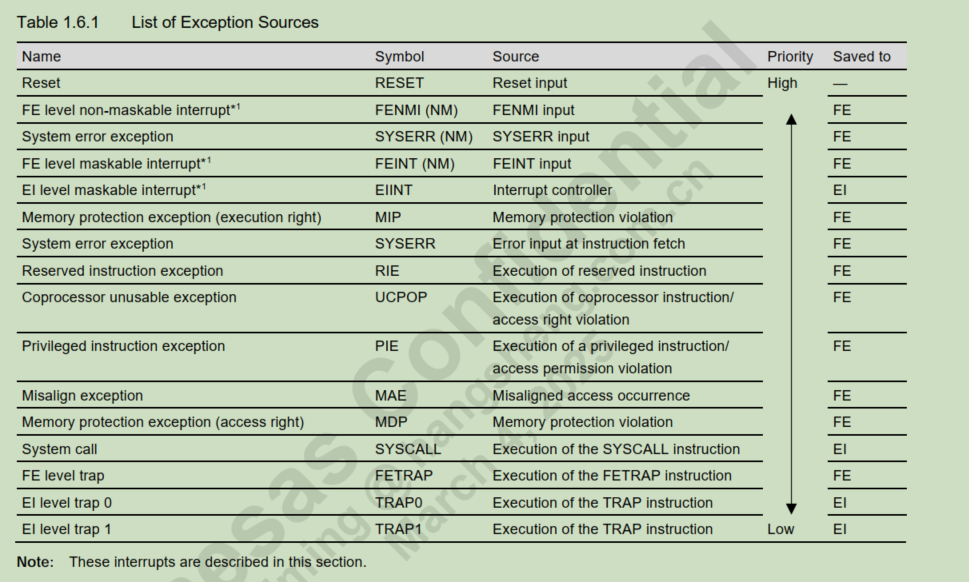 Table 1.6.1 List of Exception Sources
Name Symbol Source Priority Saved to
Reset RESET Reset input High —
FE level non-maskable interrupt*1 FENMI (NM) FENMI input FE
System error exception SYSERR (NM) SYSERR input FE
FE level maskable interrupt*1 FEINT (NM) FEINT input FE
EI level maskable interrupt*1 EIINT Interrupt controller EI
Memory protection exception (execution right) MIP Memory protection violation FE
System error exception SYSERR Error input at instruction fetch FE
Reserved instruction exception RIE Execution of reserved instruction FE
Coprocessor unusable exception UCPOP Execution of coprocessor instruction/ FE
access right violation
Privileged instruction exception PIE Execution of a privileged instruction/ FE
access permission violation
Misalign exception MAE Misaligned access occurrence FE
Memory protection exception (access right) MDP Memory protection violation FE
System call SYSCALL Execution of the SYSCALL instruction EI
FE level trap FETRAP Execution of the FETRAP instruction FE
EI level trap 0 TRAP0 Execution of the TRAP instruction EI
EI level trap 1 TRAP1 Execution of the TRAP instruction Low EI
Note: These interrupts are described in this section.
esas Confidential
March 4, 2025